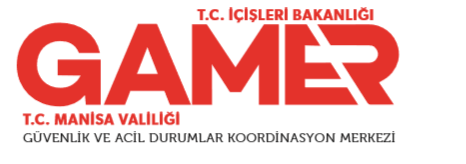 T.C. İÇİŞLERİ BAKANLIĞI
GAMER
T.C. MANİSA VALİLİĞİ
GÜVENLİK VE ACİL DURUMLAR KOORDİNASYON MERKEZİ